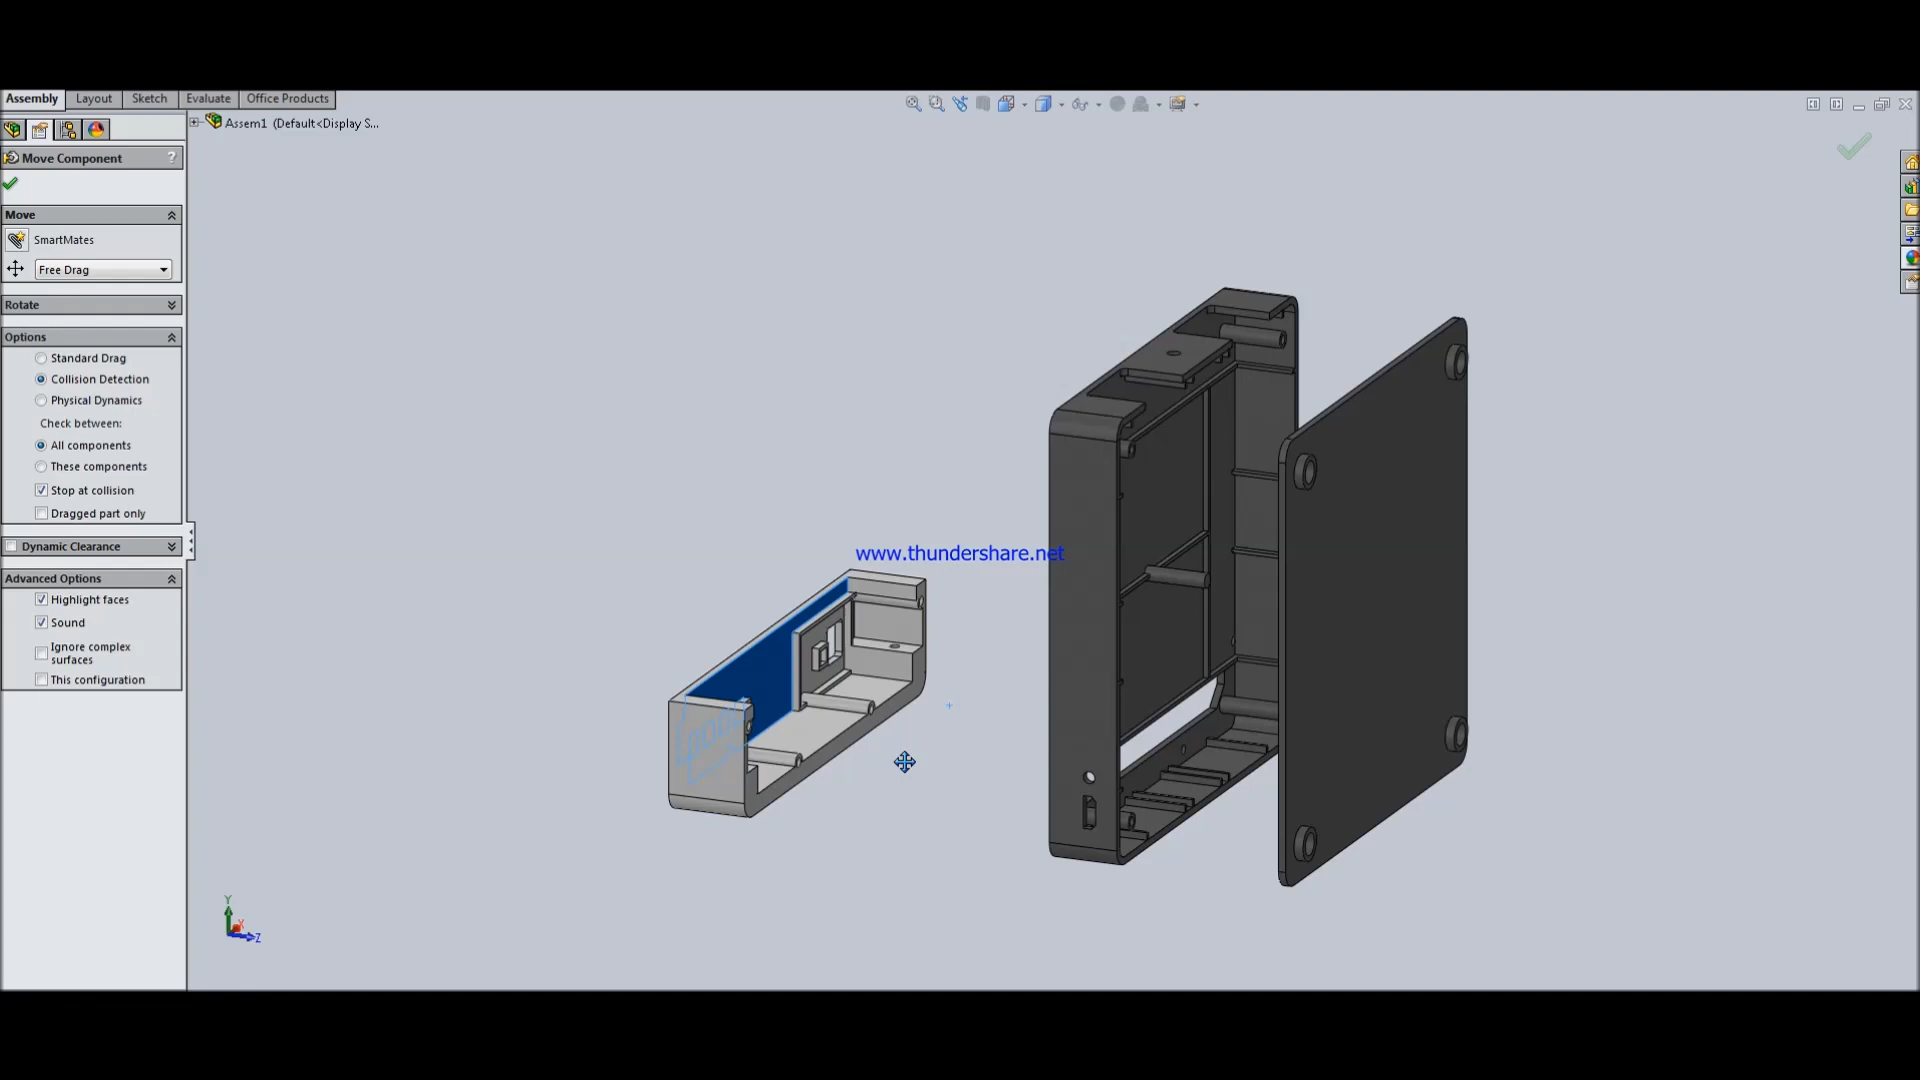 Assembly
Layout
Sketch
Evaluate
Office Products
Assem1 (Default<Display S...
Move Component
?
Move
SmartMates
Free Drag
Rotate
Options
Standard Drag
Collision Detection
Physical Dynamics
Check between:
All components
These components
Stop at collision
Dragged part only
Dynamic Clearance
Advanced Options
Highlight faces
Sound
Ignore complex
surfaces
This configuration
www.thundershare.net
Y
X
Z